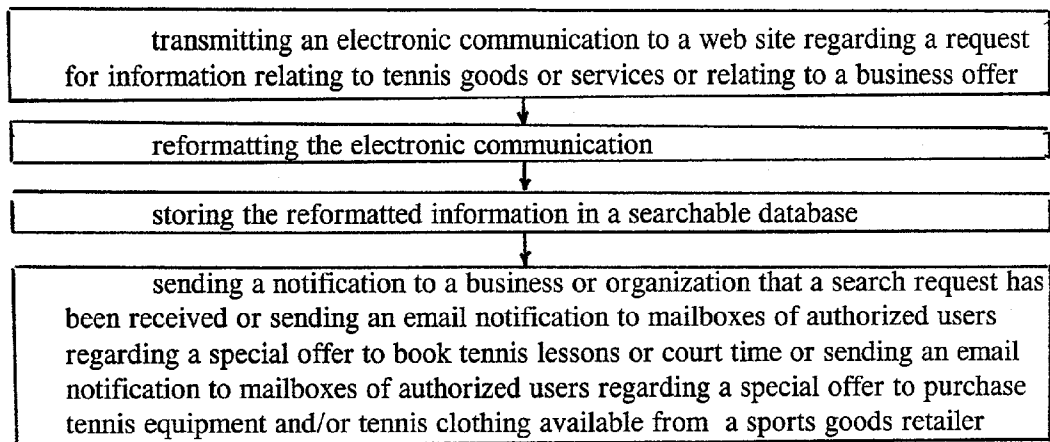 transmitting an electronic communication to a web site regarding a request
for information relating to tennis goods or services or relating to a business offer
reformatting the electronic communication
storing the reformatted information in a searchable database
sending a notification to a business or organization that a search request has
been received or sending an email notification to mailboxes of authorized users
regarding a special offer to book tennis lessons or court time or sending an email
notification to mailboxes of authorized users regarding a special offer to purchase
tennis equipment and/or tennis clothing available from a sports goods retailer